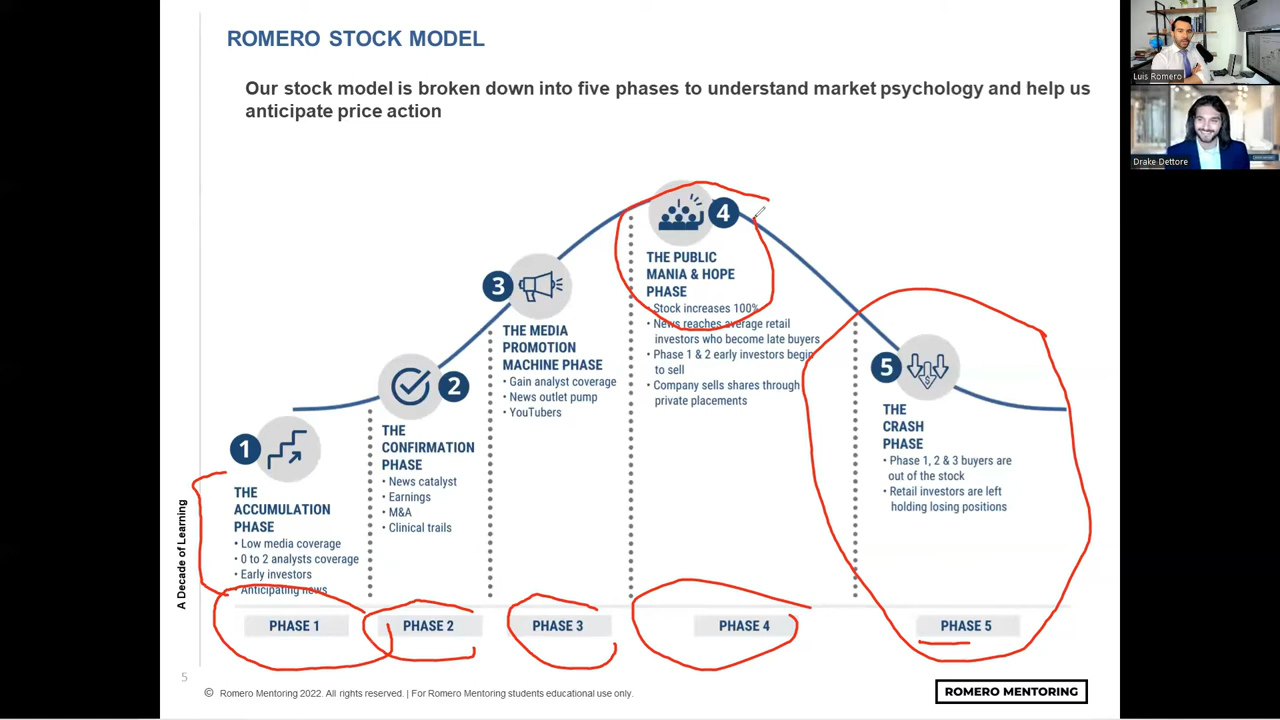 ROMERO STOCK MODEL
Our stock model is broken down into five phases to understand market psychology and help us
anticipate price action
Luis Romero
Drake Dettore
1
THE
ACCUMULATION
PHASE
• Low media coverage
• 0 to 2 analysts coverage
• Early investors
• Anticipating news
2
THE
CONFIRMATION
PHASE
• News catalyst
• Earnings
• M&A
• Clinical trails
3
THE MEDIA
PROMOTION
MACHINE PHASE
• Gain analyst coverage
• News outlet pump
• YouTubers
4
THE PUBLIC
MANIA & HOPE
PHASE
• Stock increases 100%
• News reaches average retail
investors who become late buyers
• Phase 1 & 2 early investors begin
to sell
• Company sells shares through
private placements
5
$
THE
CRASH
PHASE
• Phase 1, 2 & 3 buyers are
out of the stock
• Retail investors are left
holding losing positions
A Decade of Learning
PHASE 1
PHASE 2
PHASE 3
PHASE 4
PHASE 5
5
© Romero Mentoring 2022. All rights reserved. | For Romero Mentoring students educational use only.
ROMERO MENTORING